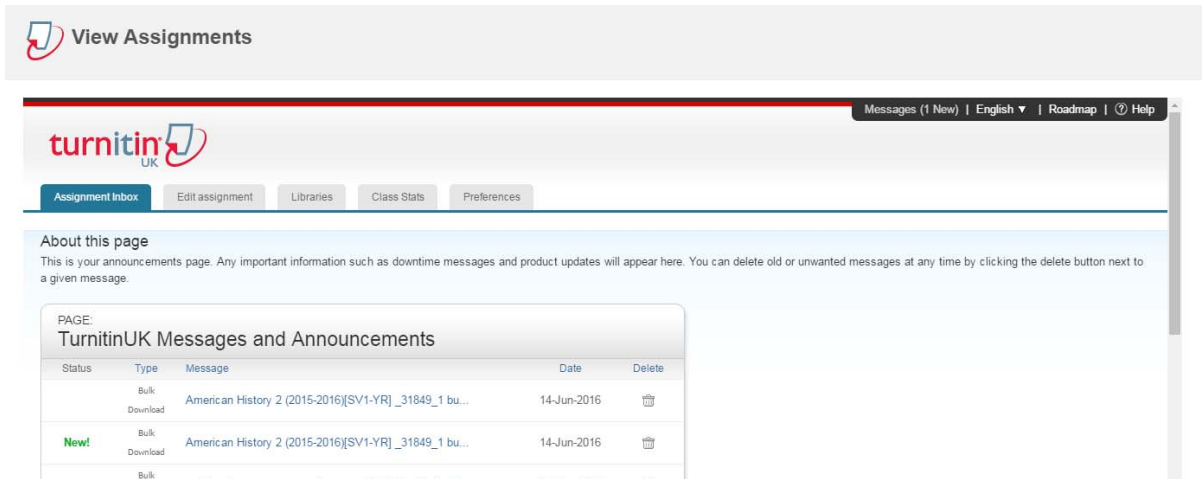 View Assignments
Messages (1 New) | English ▼ | Roadmap | ? Help
turnitin
UK
Assignment Inbox Edit assignment Libraries Class Stats Preferences
About this page
This is your announcements page. Any important information such as downtime messages and product updates will appear here. You can delete old or unwanted messages at any time by clicking the delete button next to
a given message.
PAGE:
TurnitinUK Messages and Announcements
Status Type Message Date Delete
Bulk
Download American History 2 (2015-2016)[SV1-YR] _31849_1 bu... 14-Jun-2016
New! Bulk
Download American History 2 (2015-2016)[SV1-YR] _31849_1 bu... 14-Jun-2016
Bulk